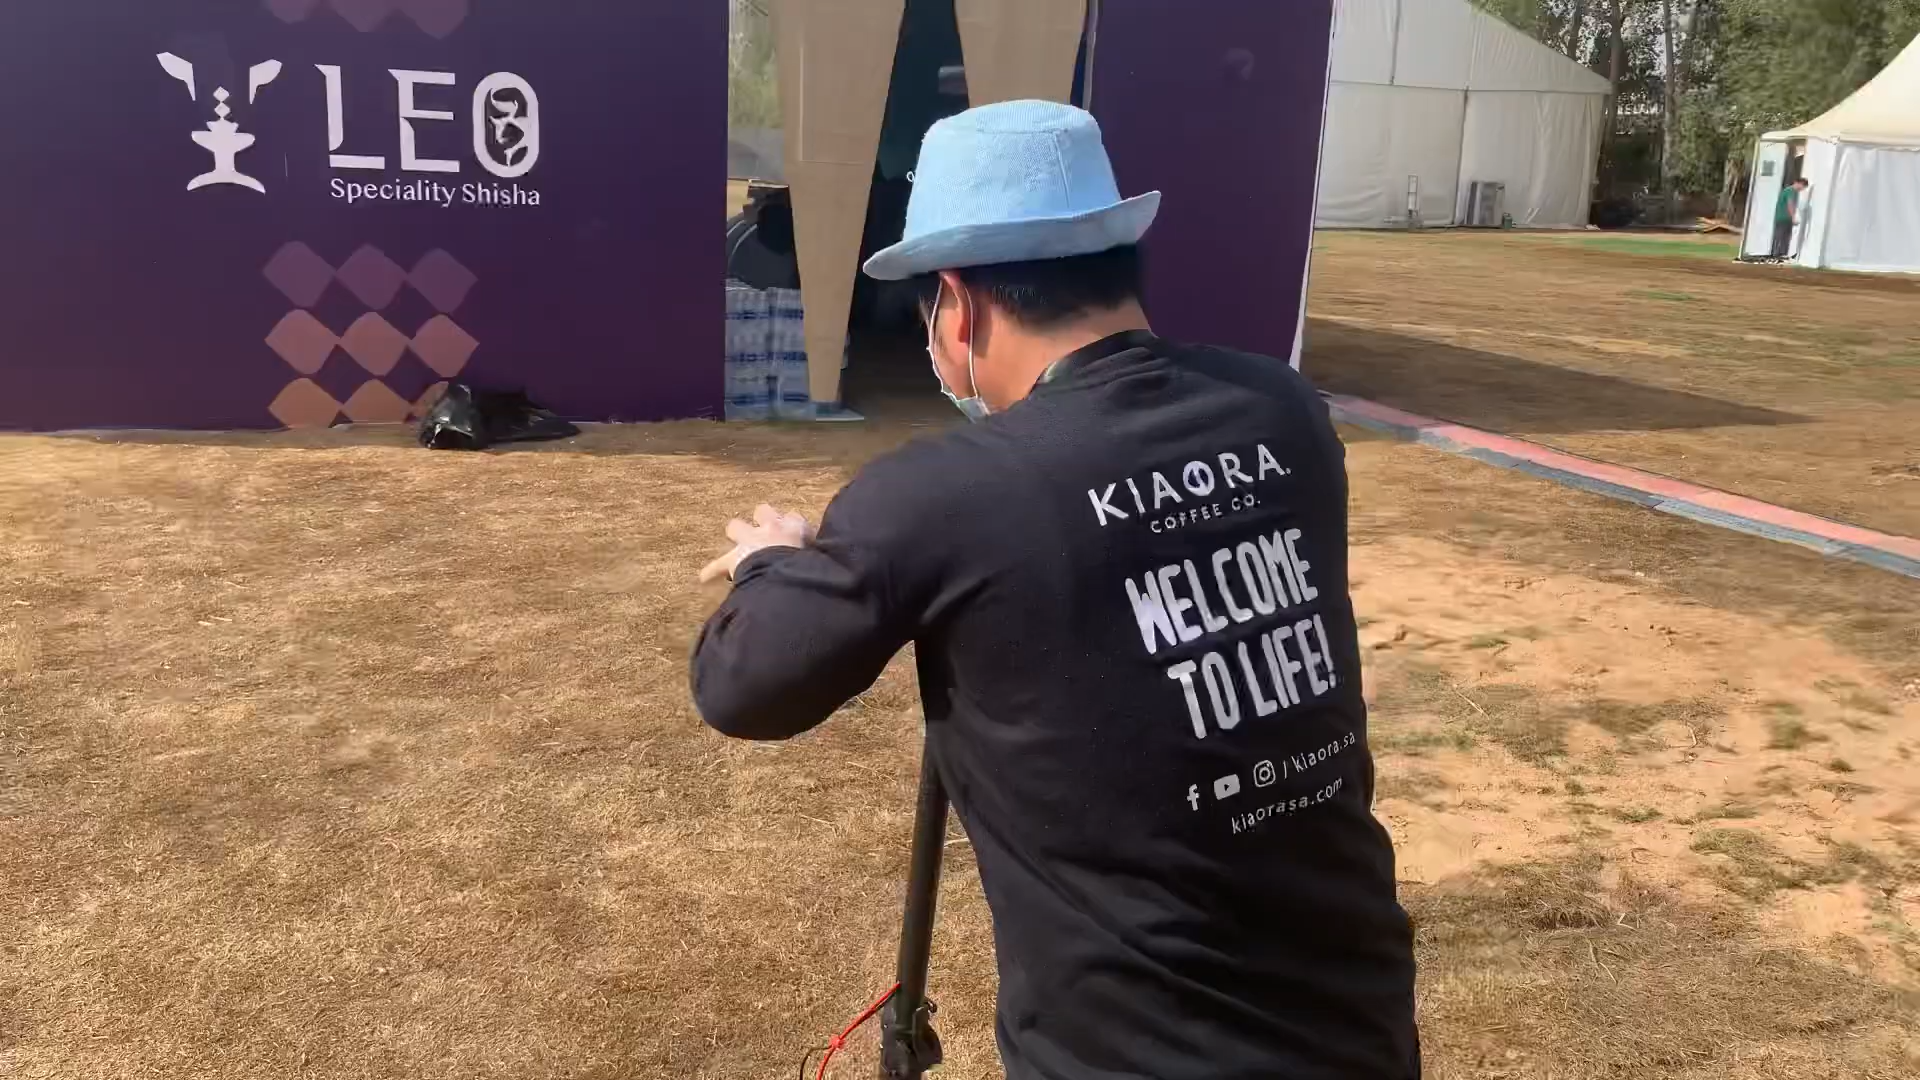 LEO
Speciality Shisha
KIAORA.
COFFEE CO.
WELCOME
TO LIFE!
/ kiaora.sa
kiaorasa.com